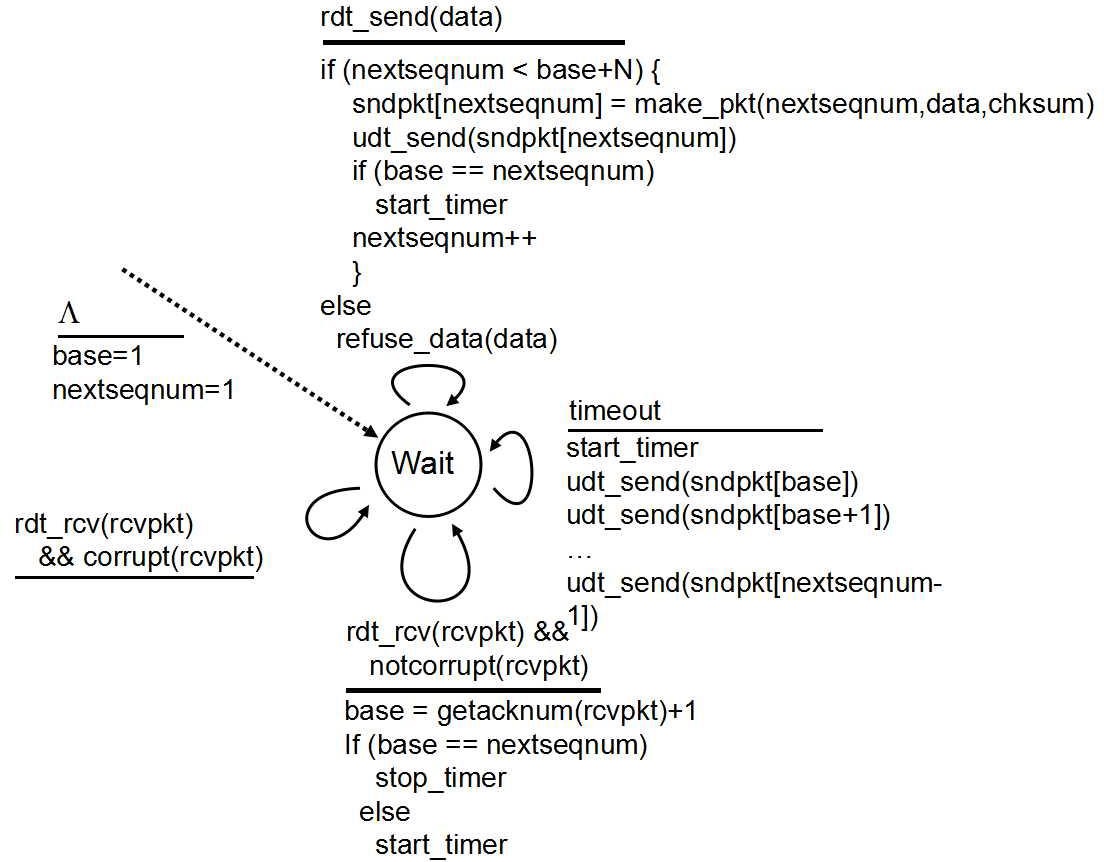 rdt_send(data)
if (nextseqnum < base+N) {
sndpkt[nextseqnum] = make_pkt(nextseqnum,data,chksum)
udt_send(sndpkt[nextseqnum])
if (base == nextseqnum)
start_timer
nextseqnum++
}
else
refuse_data(data)
Λ
base=1
nextseqnum=1
Wait
timeout
start_timer
udt_send(sndpkt[base])
udt_send(sndpkt[base+1])
…
udt_send(sndpkt[nextseqnum-
1])
rdt_rcv(rcvpkt)
&& corrupt(rcvpkt)
rdt_rcv(rcvpkt) &&
notcorrupt(rcvpkt)
base = getacknum(rcvpkt)+1
If (base == nextseqnum)
stop_timer
else
start_timer